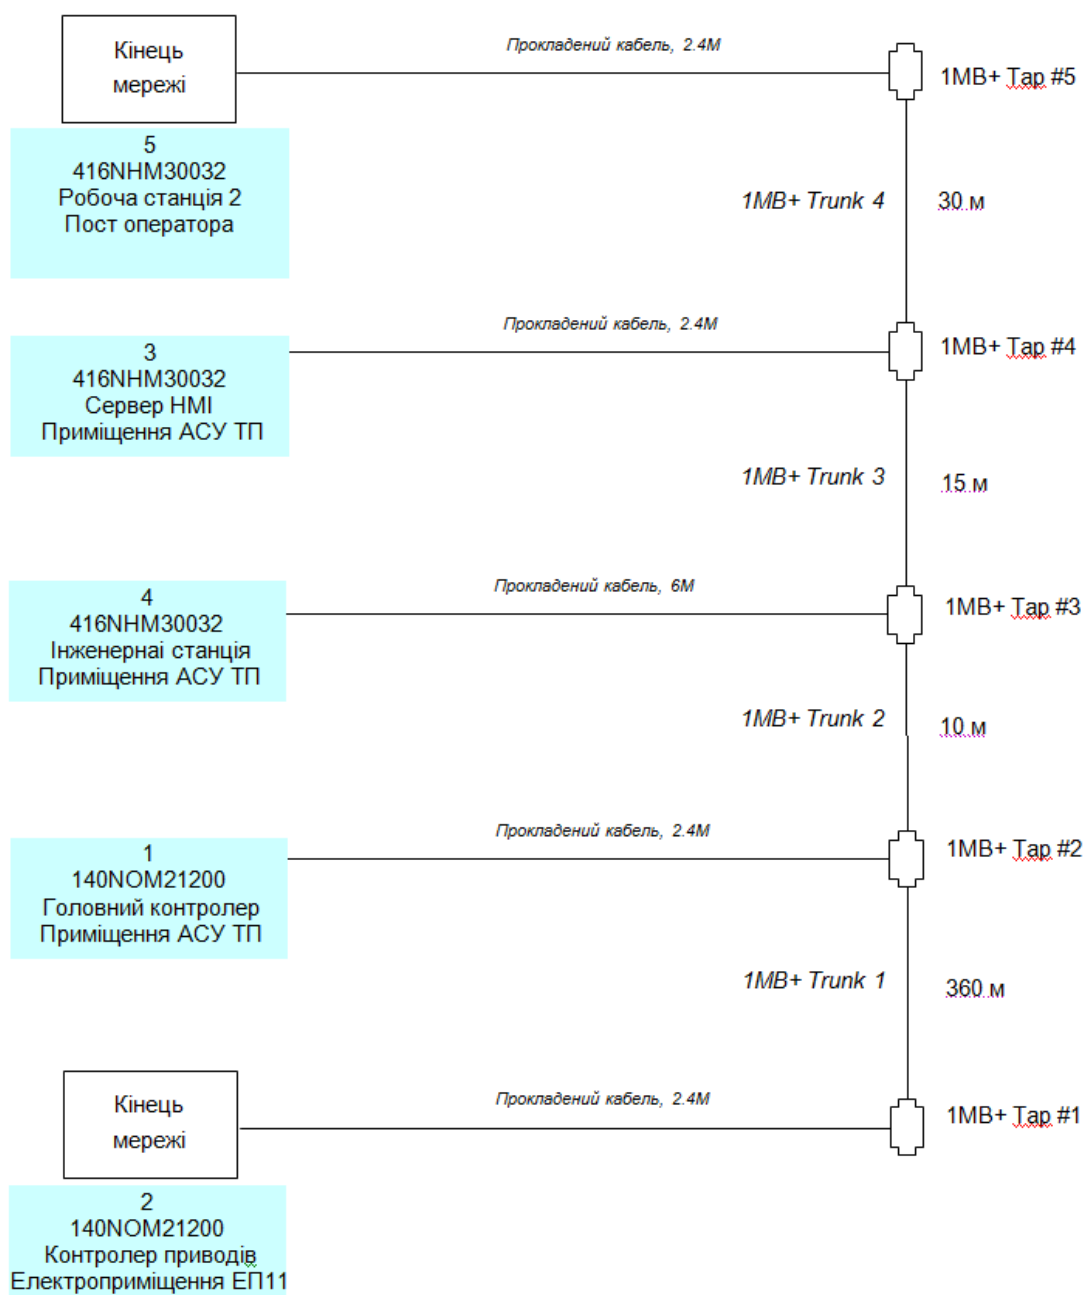 Кінець
мережі
Прокладений кабель, 2.4М
1MB+ Tap #5
5
416NHM30032
Робоча станція 2
Пост оператора
1MB+ Trunk 4
30 м
Прокладений кабель, 2.4М
1MB+ Tap #4
3
416NHM30032
Сервер HMI
Приміщення АСУ ТП
1MB+ Trunk 3
15 м
Прокладений кабель, 6М
1MB+ Tap #3
4
416NHM30032
Інженернаі станція
Приміщення АСУ ТП
1MB+ Trunk 2
10 м
Прокладений кабель, 2.4М
1MB+ Tap #2
1
140NOM21200
Головний контролер
Приміщення АСУ ТП
1MB+ Trunk 1
360 м
Кінець
мережі
Прокладений кабель, 2.4М
1MB+ Tap #1
2
140NOM21200
Контролер приводів
Електроприміщення ЕП11